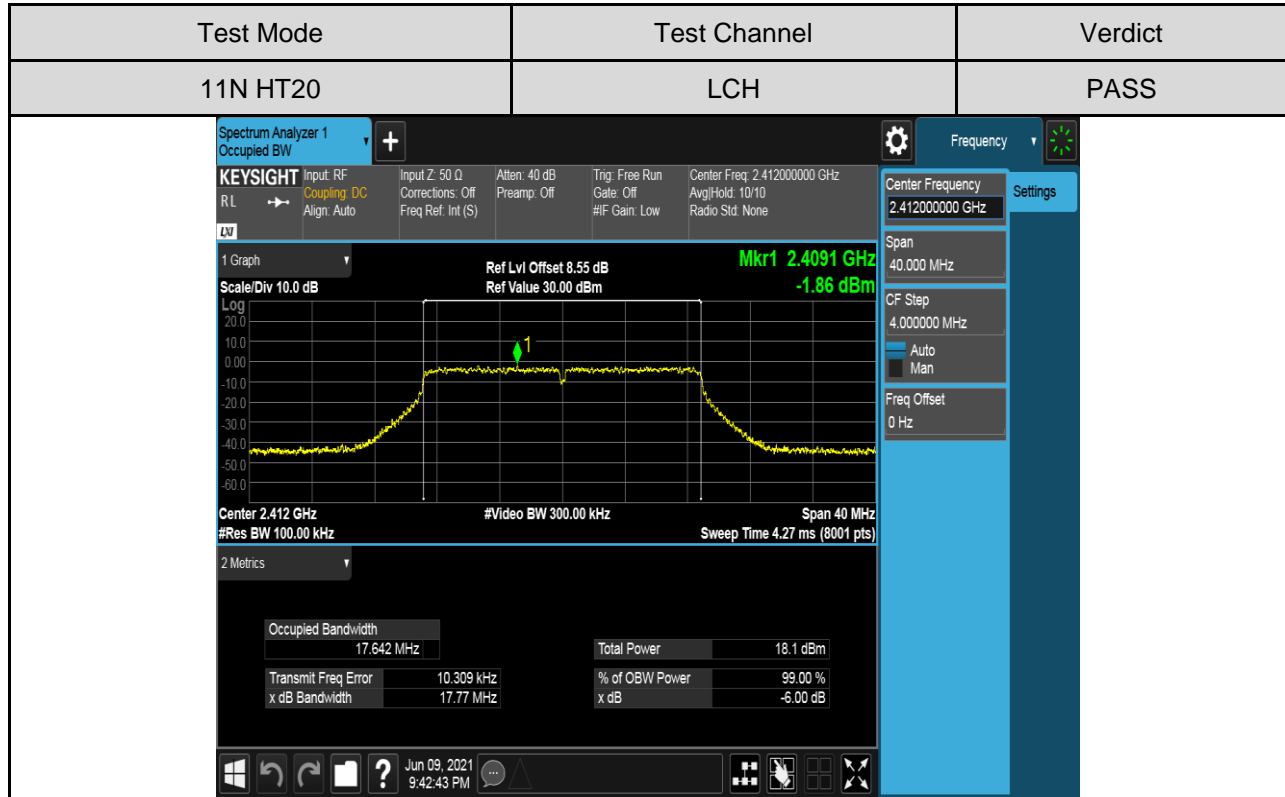 Test Mode Test Channel Verdict
11N HT20 LCH PASS
Spectrum Analyzer 1
Occupied BW
+
Frequency
KEYSIGHT Input: RF Input Z: 50 Ω Atten: 40 dB Trig: Free Run Center Freq: 2.412000000 GHz
RL Coupling: DC Corrections: Off Preamp: Off Gate: Off Avg|Hold: 10/10
Align: Auto Freq Ref: Int (S) #IF Gain: Low Radio Std: None
LXI
Center Frequency
2.412000000 GHz
Settings
Span
40.000 MHz
CF Step
4.000000 MHz
Auto
Man
Freq Offset
0 Hz
1 Graph
Scale/Div 10.0 dB
Ref Lvl Offset 8.55 dB
Ref Value 30.00 dBm
Mkr1 2.4091 GHz
-1.86 dBm
Log
20.0
10.0
1
0.00
-10.0
-20.0
-30.0
-40.0
-50.0
-60.0
Center 2.412 GHz #Video BW 300.00 kHz Span 40 MHz
#Res BW 100.00 kHz Sweep Time 4.27 ms (8001 pts)
2 Metrics
Occupied Bandwidth
17.642 MHz Total Power 18.1 dBm
Transmit Freq Error 10.309 kHz % of OBW Power 99.00 %
x dB Bandwidth 17.77 MHz x dB -6.00 dB
?
Jun 09, 2021
9:42:43 PM